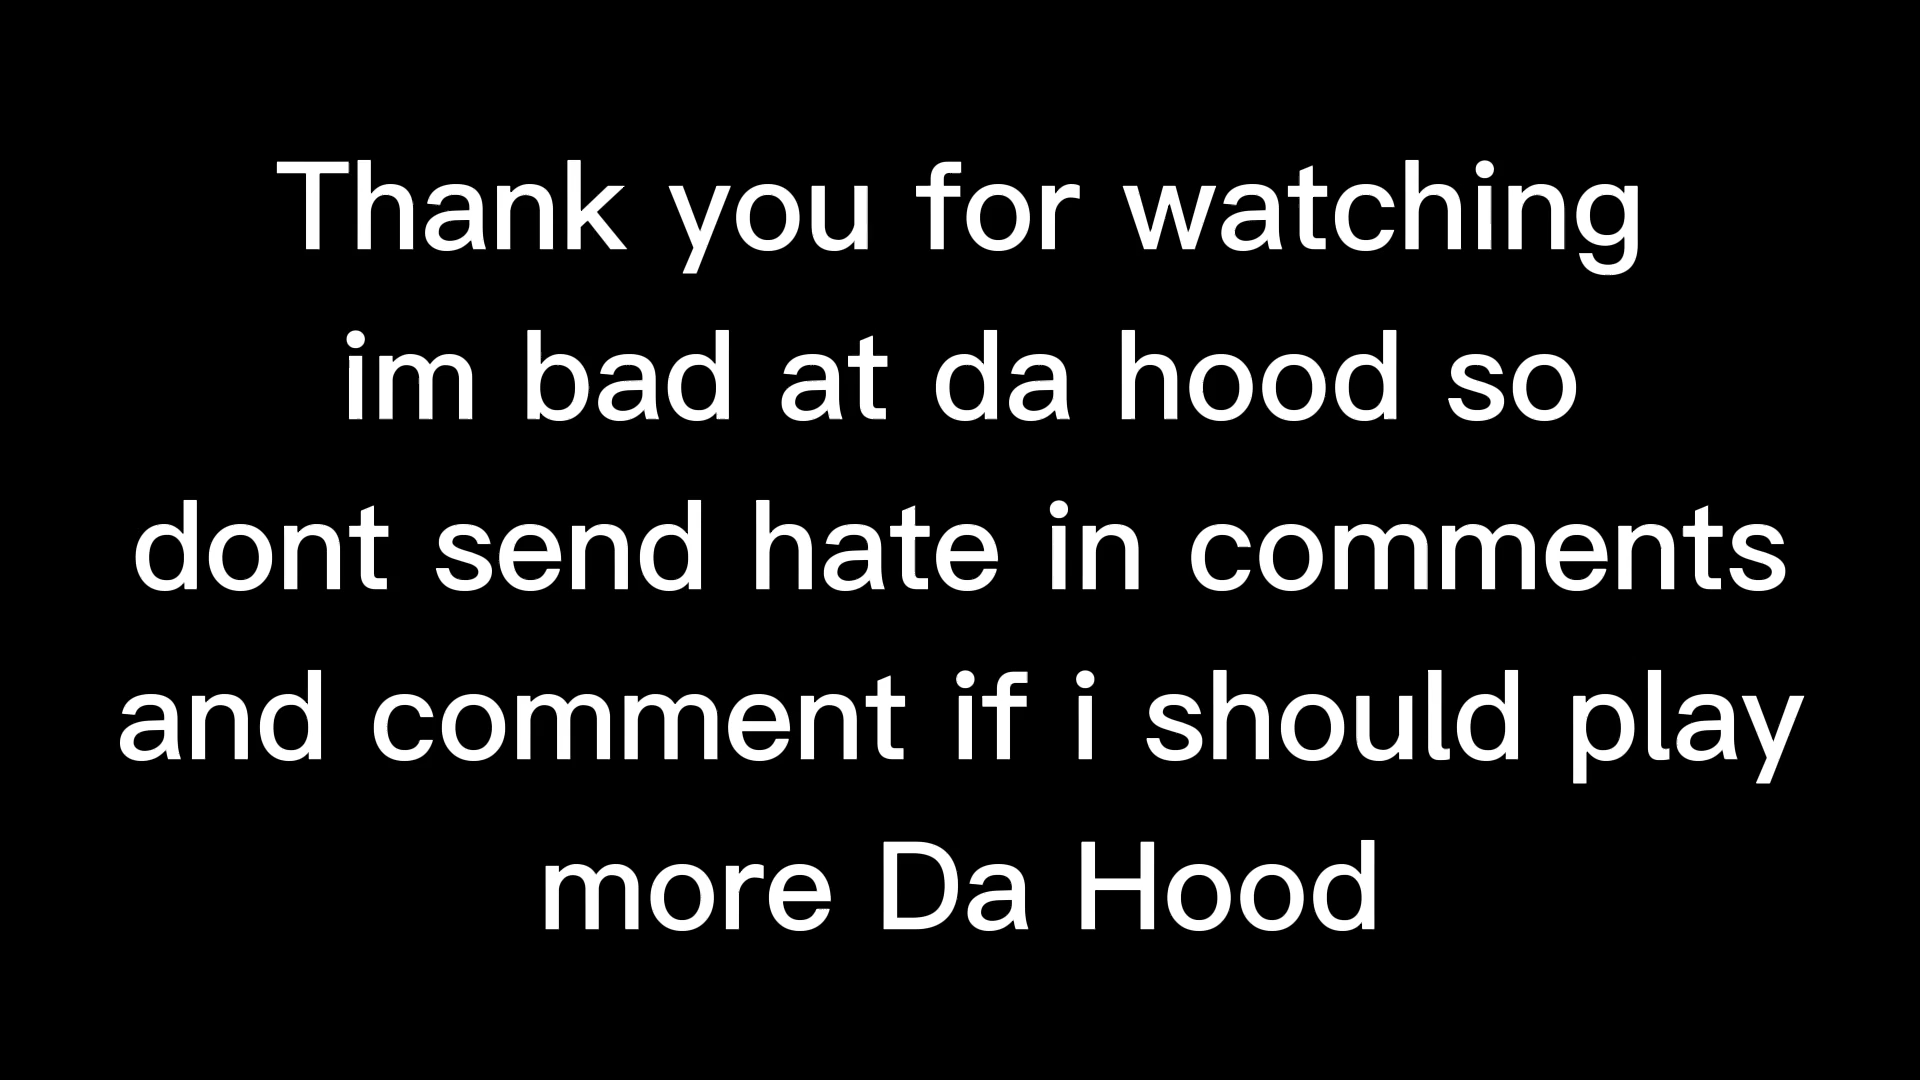 Thank you for watching
im bad at da hood so
dont send hate in comments
and comment if i should play
more Da Hood